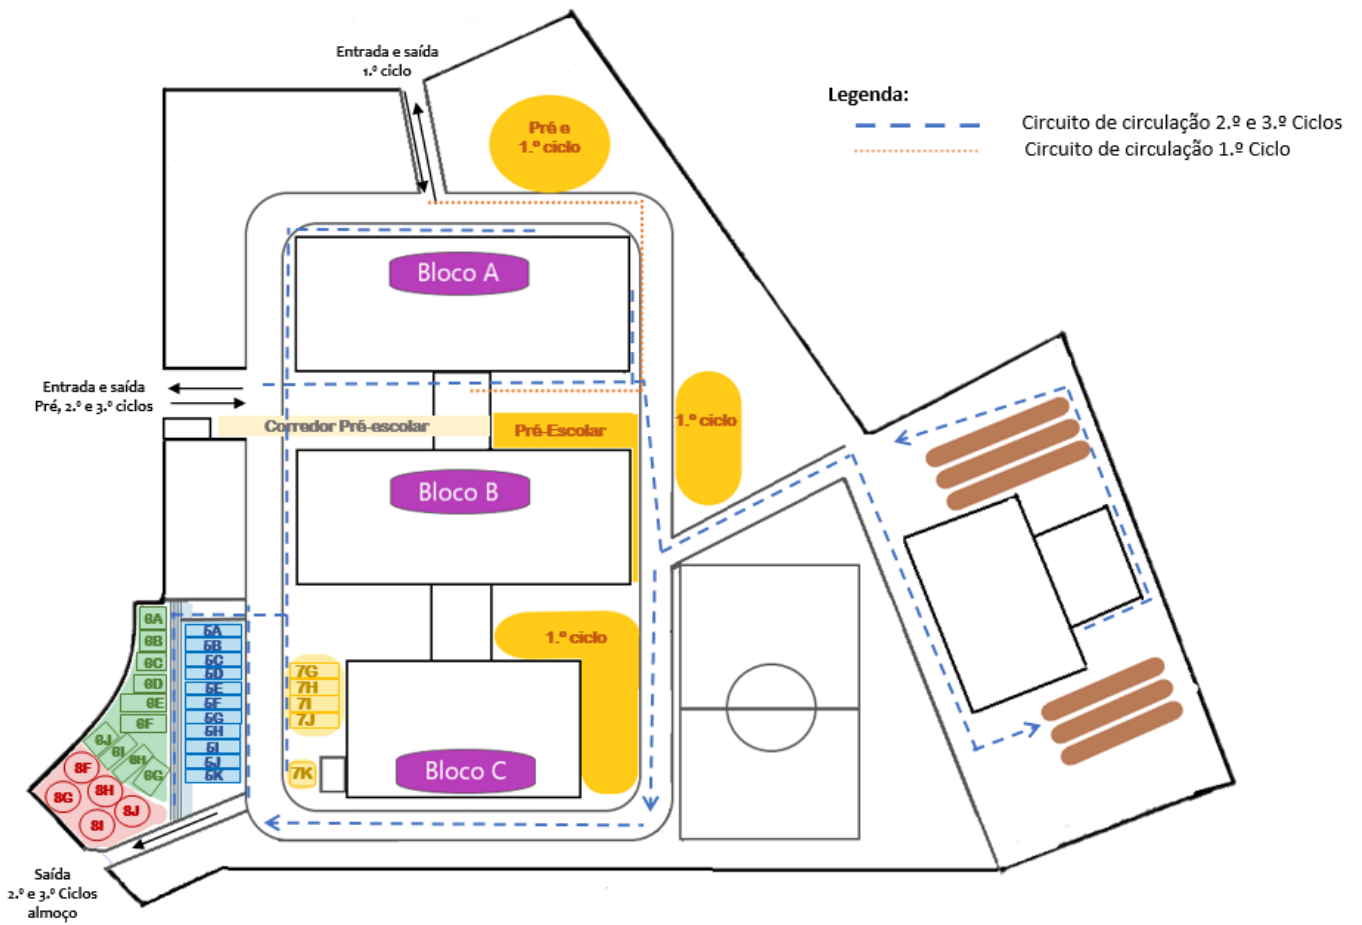 Entrada e saída
1.º ciclo
Pré e
1.º ciclo
Legenda:
Circuito de circulação 2.º e 3.º Ciclos
Circuito de circulação 1.º Ciclo
Bloco A
Entrada e saída
Pré, 2.º e 3.º ciclos
Corredor Pré-escolar
Pré-Escolar
1.º ciclo
Bloco B
6A
6B
6C
6D
6E
6F
6J
6I
6H
6G
5A
5B
5C
5D
5E
5F
5G
5H
5I
5J
5K
7G
7H
7I
7J
7K
1.º ciclo
Bloco C
8F
8G
8H
8J
8I
Saída
2.º e 3.º Ciclos
almoço